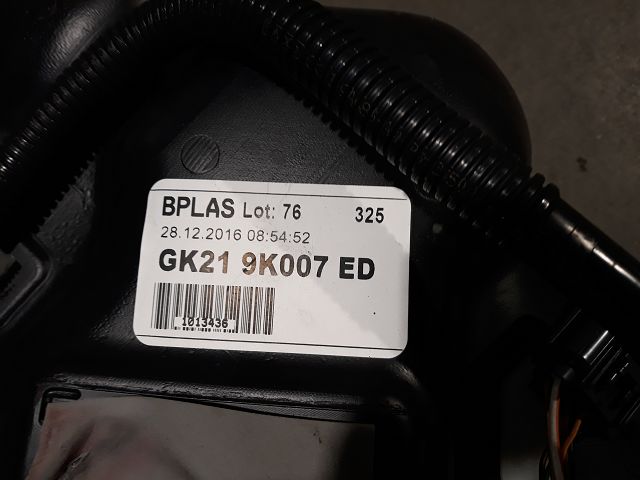 BPLAS Lot: 76 325
28.12.2016 08:54:52
GK21 9K007 ED
1013436